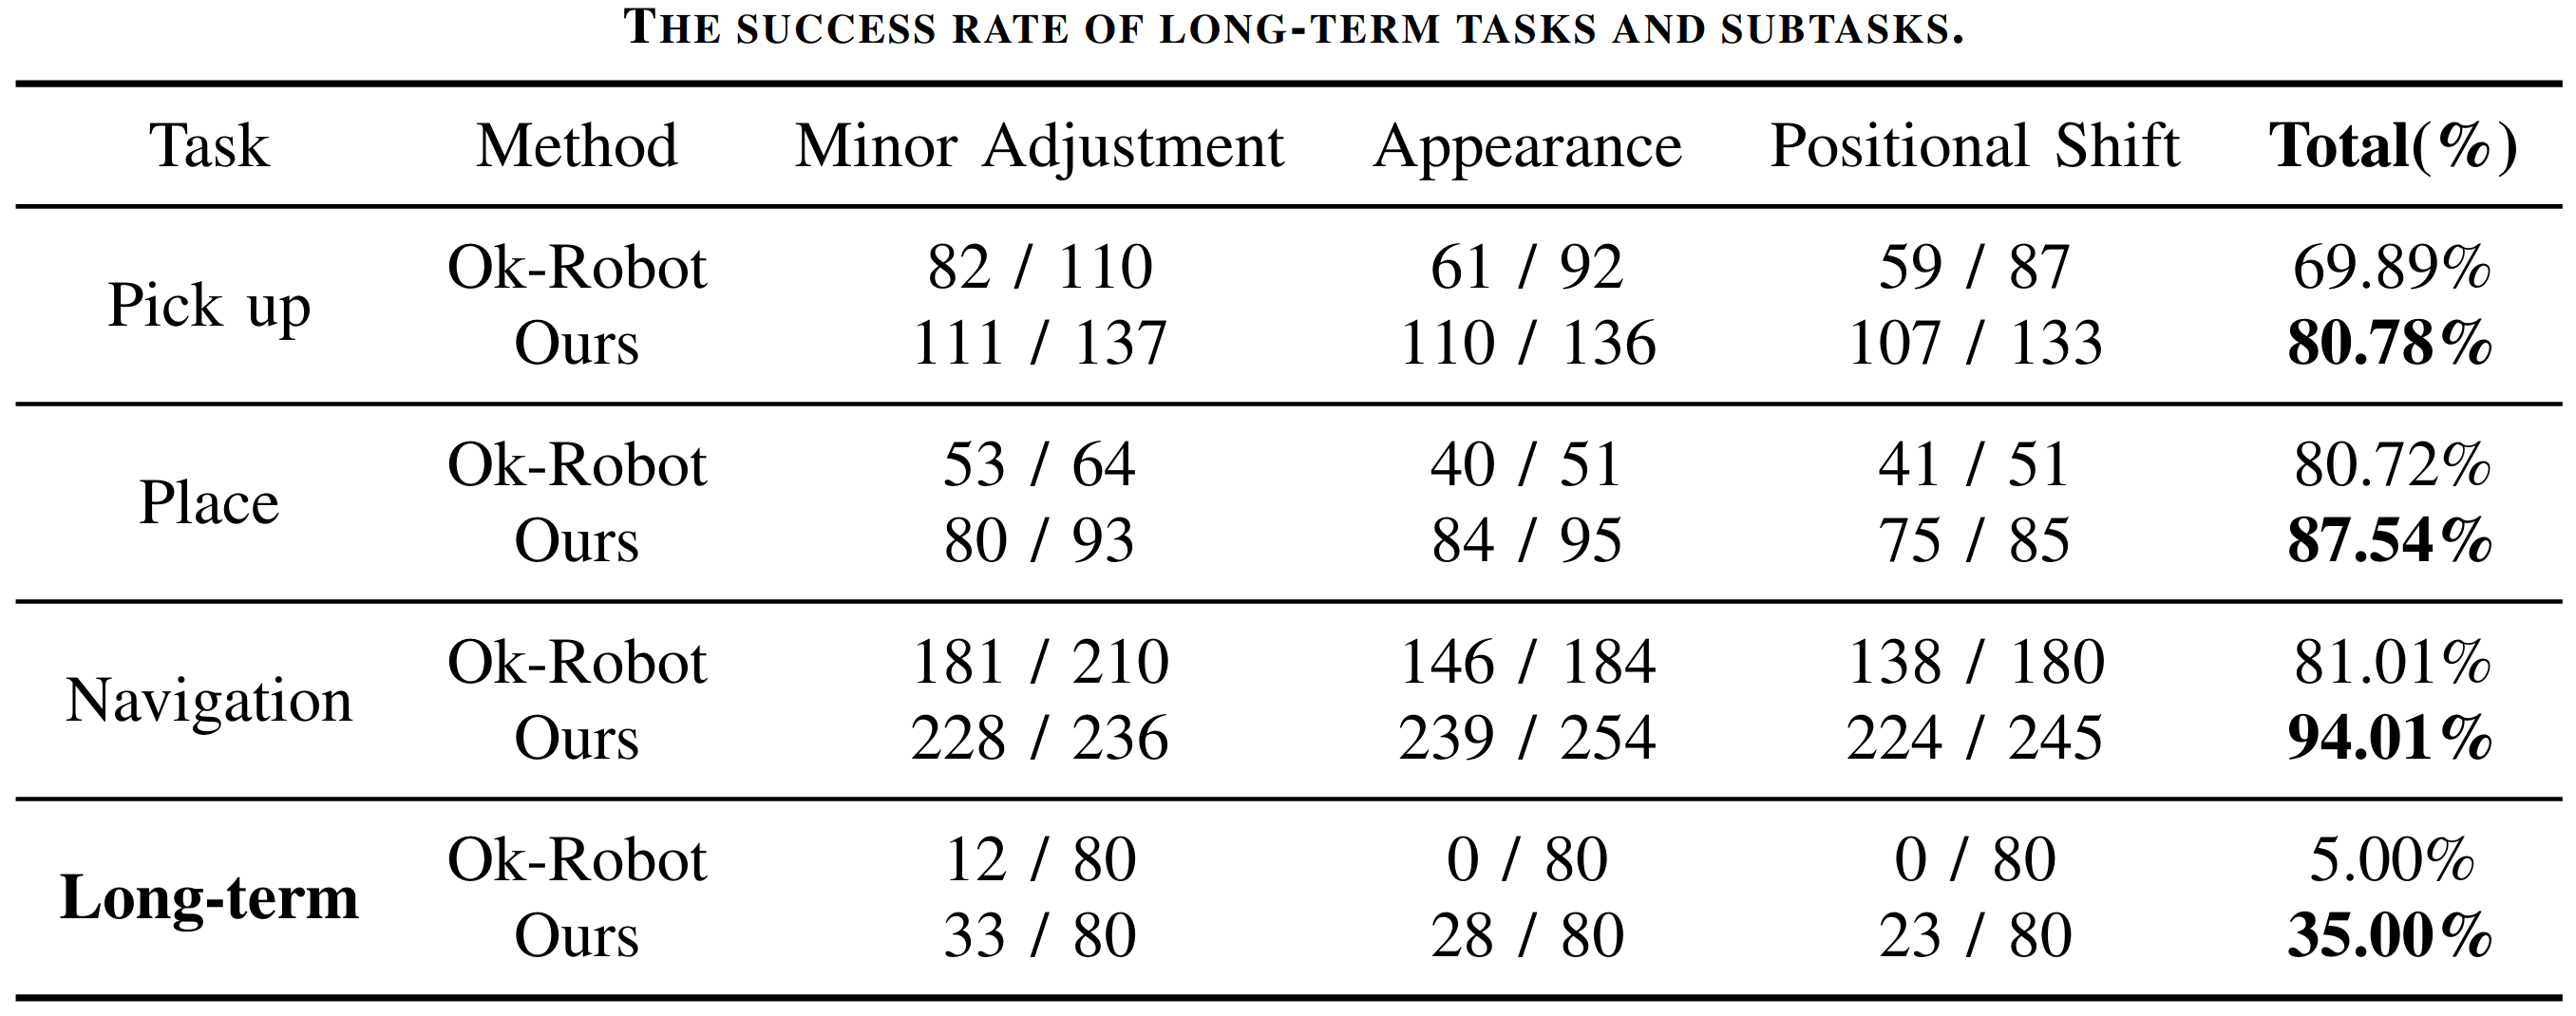 THE SUCCESS RATE OF LONG-TERM TASKS AND SUBTASKS.
Task Method Minor Adjustment Appearance Positional Shift Total(%)
Pick up
Ok-Robot 82 / 110 61 / 92 59 / 87 69.89%
Ours 111 / 137 110 / 136 107 / 133 80.78%
Place
Ok-Robot 53 / 64 40 / 51 41 / 51 80.72%
Ours 80 / 93 84 / 95 75 / 85 87.54%
Navigation
Ok-Robot 181 / 210 146 / 184 138 / 180 81.01%
Ours 228 / 236 239 / 254 224 / 245 94.01%
Long-term
Ok-Robot 12 / 80 0 / 80 0 / 80 5.00%
Ours 33 / 80 28 / 80 23 / 80 35.00%